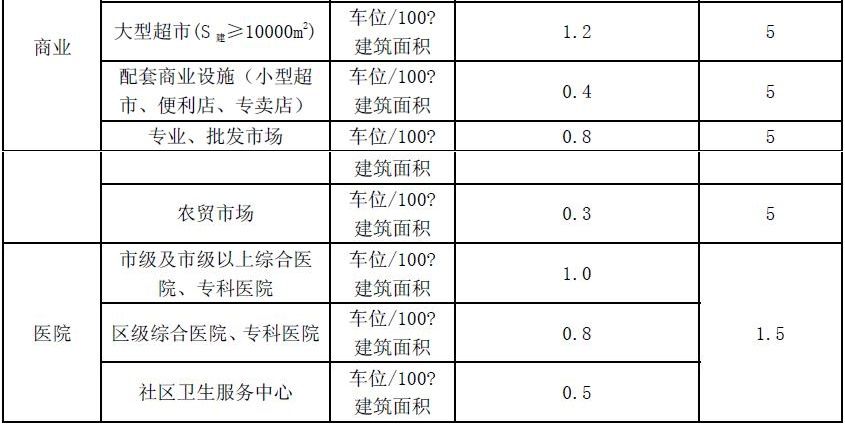 商业
大型超市(S建≥10000m²)
车位/100?
建筑面积
1.2
5
配套商业设施（小型超
市、便利店、专卖店）
车位/100?
建筑面积
0.4
5
专业、批发市场
车位/100?
0.8
5
建筑面积
农贸市场
车位/100?
建筑面积
0.3
5
医院
市级及市级以上综合医
院、专科医院
车位/100?
建筑面积
1.0
1.5
区级综合医院、专科医院
车位/100?
建筑面积
0.8
社区卫生服务中心
车位/100?
建筑面积
0.5